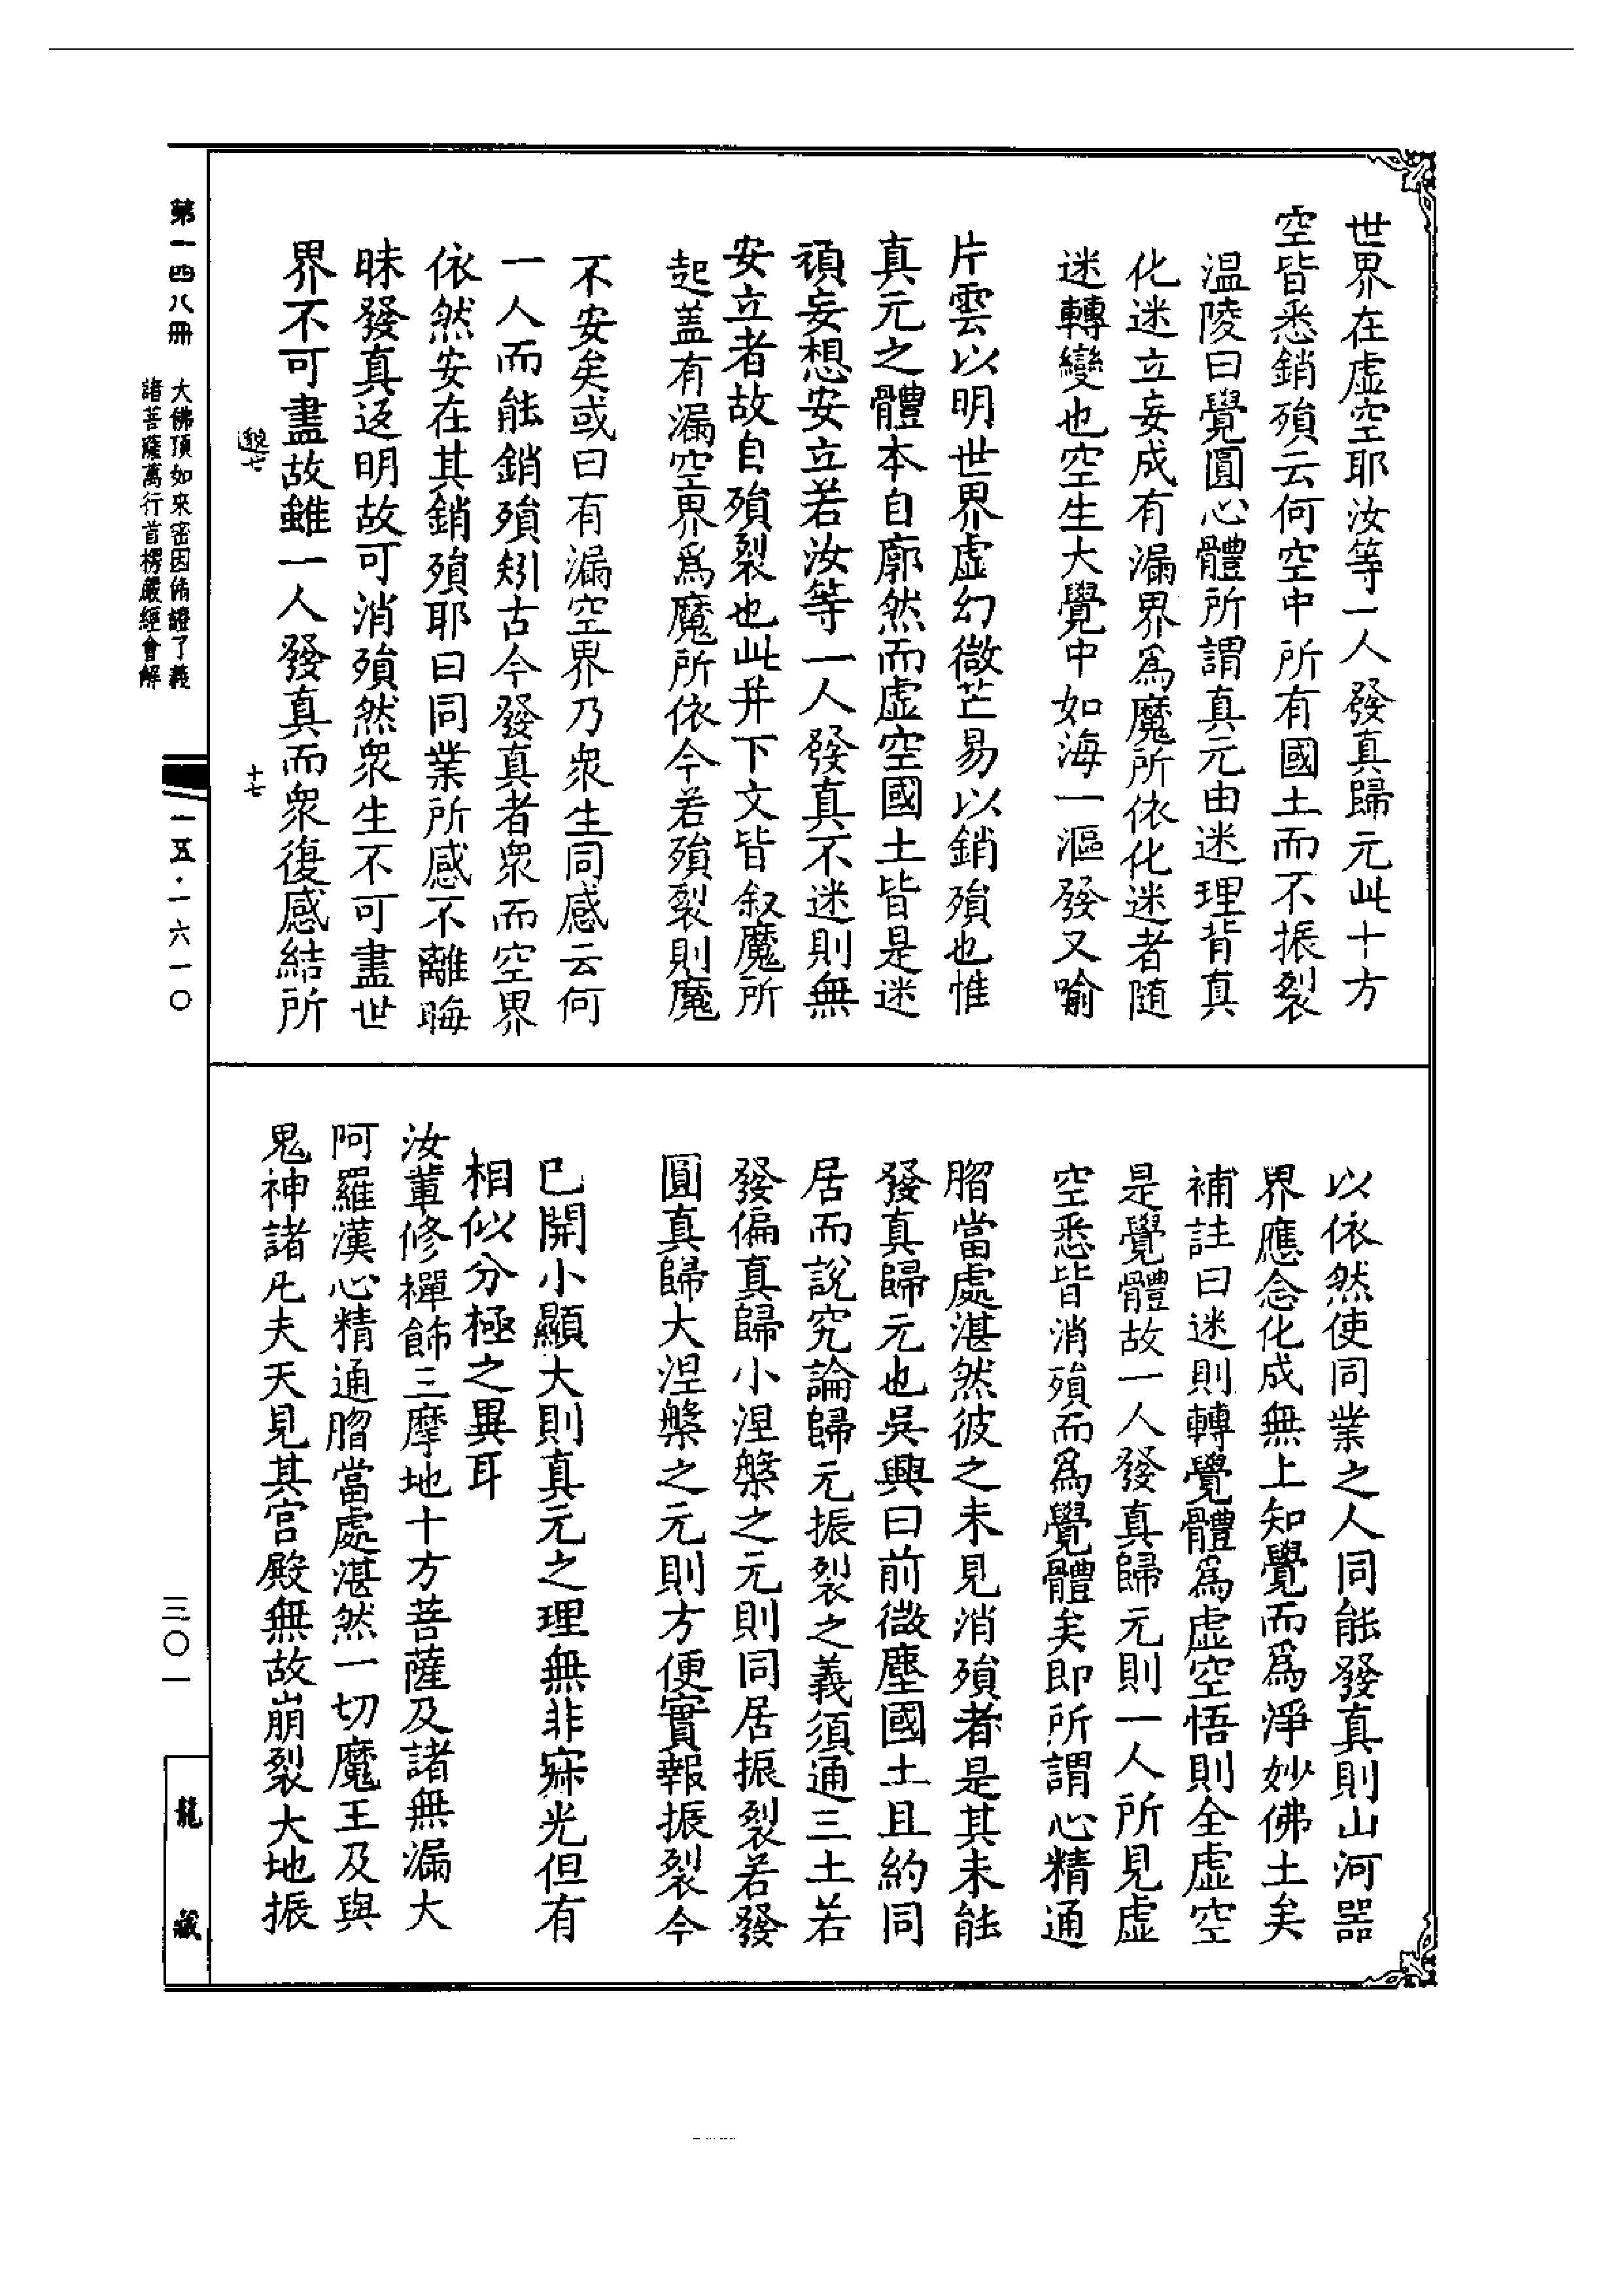 世界在虛空耶汝等一人發真歸元此十方
空皆悉銷殞云何空中所有國土而不振裂
温陵曰覺圓心體所謂真元由迷理背真
化迷立妄成有漏界為魔所依化迷者随
迷轉變也空生大覺中如海一漚發又喻
片雲以明世界虛幻微茫易以銷殞也惟
真元之體本自廓然而虛空國土皆是迷
頑妄想安立若汝等一人發真不迷則無
安立者故自殞裂也此并下文皆叙魔所
起盖有漏空界為魔所依今若殞裂則魔
不安矣或曰有漏空界乃衆生同感云何
一人而能銷殞矧古今發真者衆而空界
依然安在其銷殞耶曰同業所感不離晦
昧發真返明故可消殞然衆生不可盡世
界不可盡故雖一人發真而衆復感結所
以依然使同業之人同能發真則山河器
界應念化成無上知覺而為淨妙佛土矣
補註曰迷則轉覺體為虛空悟則全虛空
是覺體故一人發真歸元則一人所見虛
空悉皆消殞而為覺體矣即所謂心精通
㳷當處湛然彼之未見消殞者是其未能
發真歸元也吳興曰前微塵國土且約同
居而說究論歸元振裂之義須通三土若
發偏真歸小涅槃之元則同居振裂若發
圓真歸大涅槃之元則方便實報振裂今
已開小顯大則真元之理無非寂光但有
相似分極之異耳
汝軰修禪飾三摩地十方菩薩及諸無漏大
阿羅漢心精通㳷當處湛然一切魔王及與
鬼神諸凡夫天見其宫殿無故崩裂大地振
第一四八冊
大佛頂如來密因修證了義
諸菩薩萬行首楞嚴經會解
邈七
十七
一五·一六一〇
三〇一
龍藏